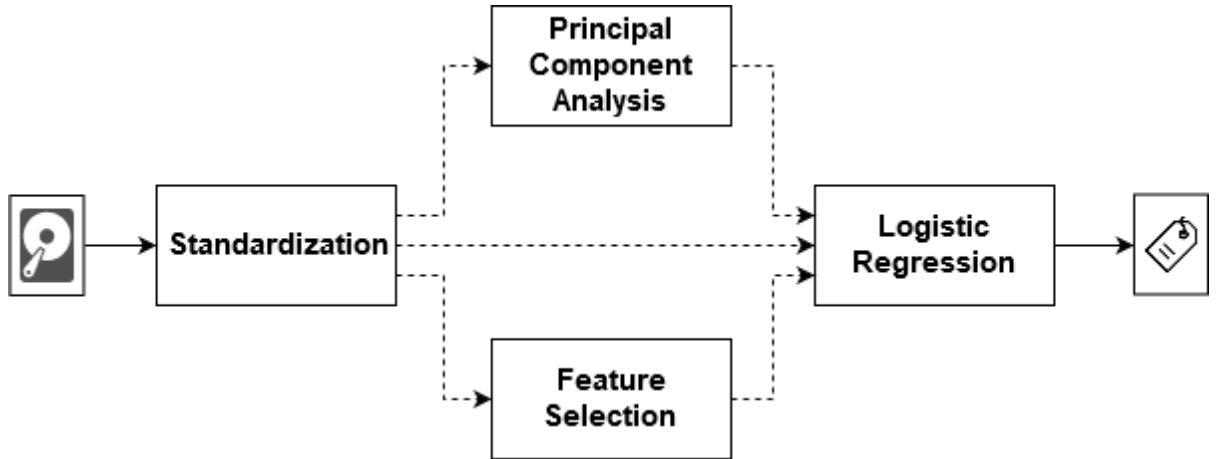 Principal
Component
Analysis
Standardization
Logistic
Regression
Feature
Selection